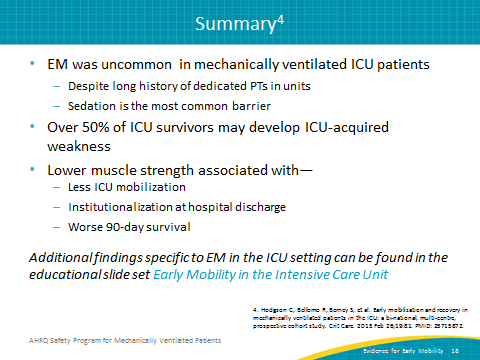 Summary4
• EM was uncommon in mechanically ventilated ICU patients
– Despite long history of dedicated PTs in units
– Sedation is the most common barrier
• Over 50% of ICU survivors may develop ICU-acquired
weakness
• Lower muscle strength associated with—
– Less ICU mobilization
– Institutionalization at hospital discharge
– Worse 90-day survival
Additional findings specific to EM in the ICU setting can be found in the
educational slide set Early Mobility in the Intensive Care Unit
4. Hodgson C, Bellomo R, Berney S, et al. Early mobilisation and recovery in
mechanically ventilated patients in the ICU: a bi-national, multi-centre,
prospective cohort study. Crit Care. 2015 Feb 26;19:81. PMID: 25715872.
AHRQ Safety Program for Mechanically Ventilated Patients
Evidence for Early Mobility 18